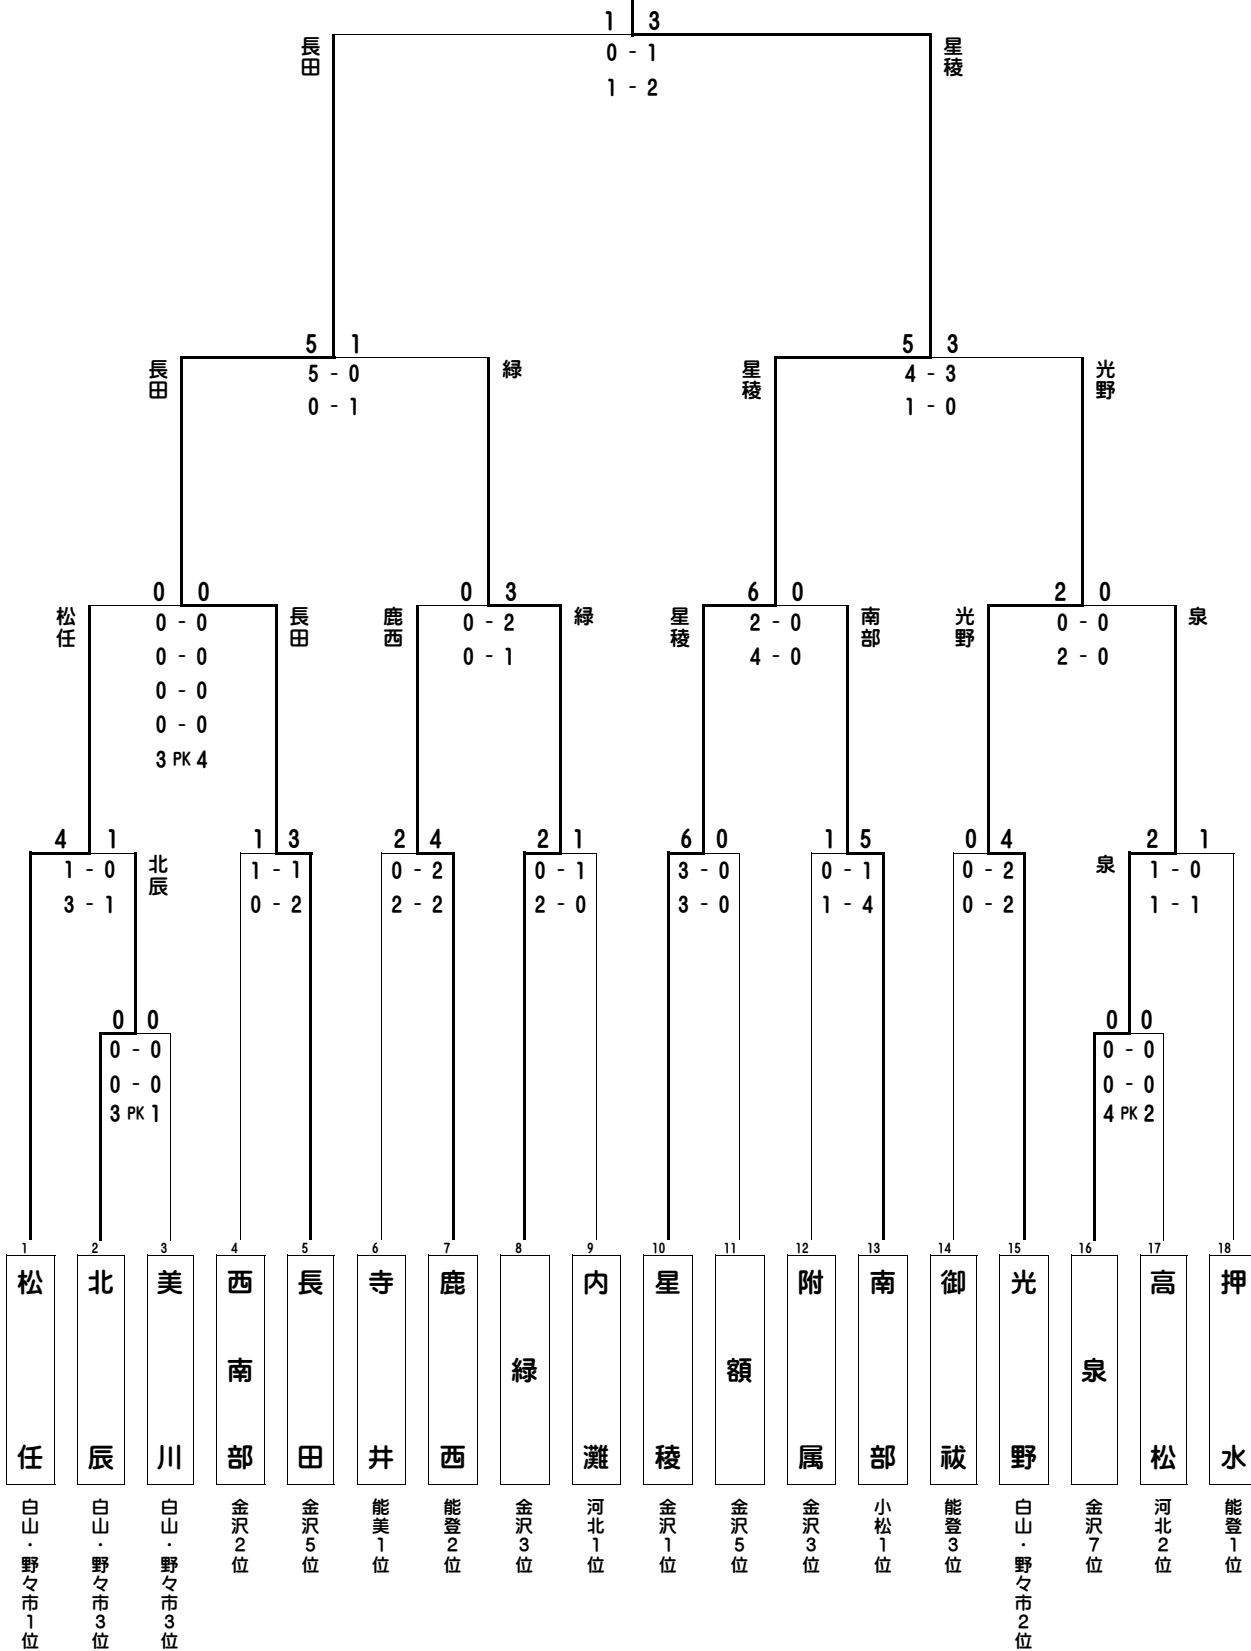 1 3
長田
0 - 1
星稜
1 - 2
5 1
長田
5 - 0
緑
0 - 1
5 3
星稜
4 - 3
光野
1 - 0
0 0
松任
0 - 0
長田
0 - 0
0 - 0
0 - 0
3 PK 4
0 3
鹿西
0 - 2
緑
0 - 1
6 0
星稜
2 - 0
南部
4 - 0
2 0
光野
0 - 0
泉
2 - 0
4 1
1 - 0
北辰
3 - 1
1 3
1 - 1
0 - 2
2 4
0 - 2
2 - 2
2 1
0 - 1
2 - 0
6 0
3 - 0
3 - 0
1 5
0 - 1
1 - 4
0 4
0 - 2
0 - 2
2 1
泉
1 - 0
1 - 1
0 0
0 - 0
0 - 0
3 PK 1
0 0
0 - 0
0 - 0
4 PK 2
1
松任
白山・野々市1位
2
北辰
白山・野々市3位
3
美川
白山・野々市3位
4
西南部
金沢2位
5
長田
金沢5位
6
寺井
能美1位
7
鹿西
能登2位
8
緑
金沢3位
9
内灘
河北1位
10
星稜
金沢1位
11
額
金沢5位
12
附属
金沢3位
13
南部
小松1位
14
御祓
能登3位
15
光野
白山・野々市2位
16
泉
金沢7位
17
高松
河北2位
18
押水
能登1位